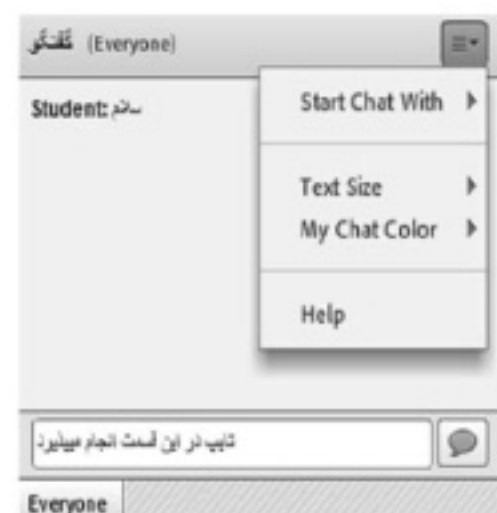 گفتگو (Everyone)
Student: سلام
Start Chat With
Text Size
My Chat Color
Help
تایپ در این قسمت انجام میپذیرد
Everyone